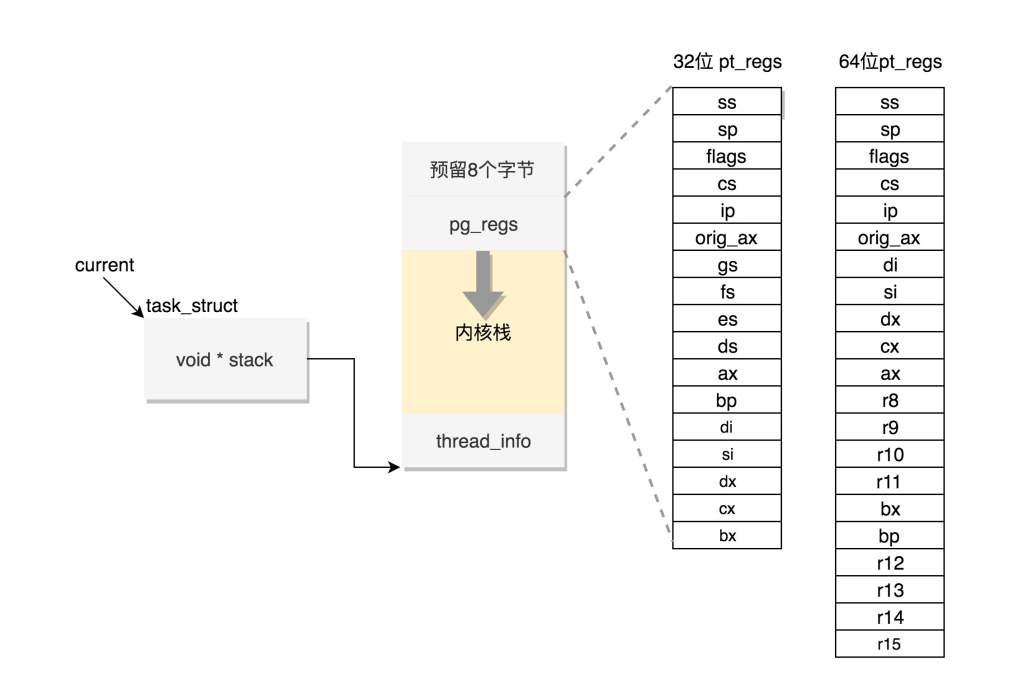 current
task_struct
void * stack
预留8个字节
pg_regs
内核栈
thread_info
32位 pt_regs
ss
sp
flags
cs
ip
orig_ax
gs
fs
es
ds
ax
bp
di
si
dx
cx
bx
64位pt_regs
ss
sp
flags
cs
ip
orig_ax
di
si
dx
cx
ax
r8
r9
r10
r11
bx
bp
r12
r13
r14
r15